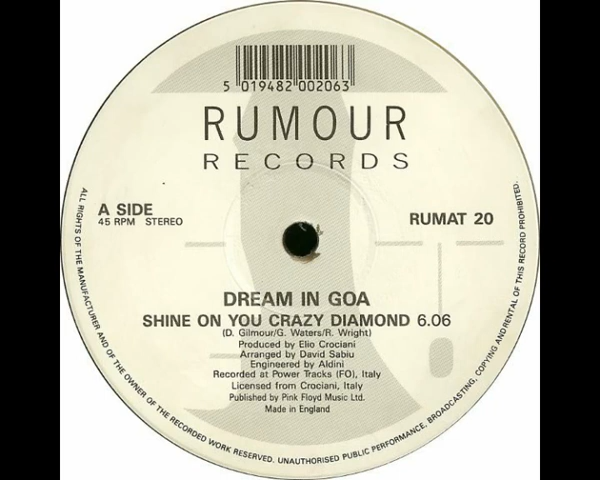 5 019482 002063
RUMOUR
RECORDS
A SIDE
45 RPM STEREO
RUMAT 20
DREAM IN GOA
SHINE ON YOU CRAZY DIAMOND 6.06
(D. Gilmour/G. Waters/R. Wright)
Produced by Elio Crociani
Arranged by David Sabiu
Engineered by Aldini
Recorded at Power Tracks (FO), Italy
Licensed from Crociani, Italy
Published by Pink Floyd Music Ltd.
Made in England
ALL RIGHTS OF THE MANUFACTURER AND OF THE OWNER OF THE RECORDED WORK RESERVED. UNAUTHORISED PUBLIC PERFORMANCE, BROADCASTING, COPYING AND RENTAL OF THIS RECORD PROHIBITED.